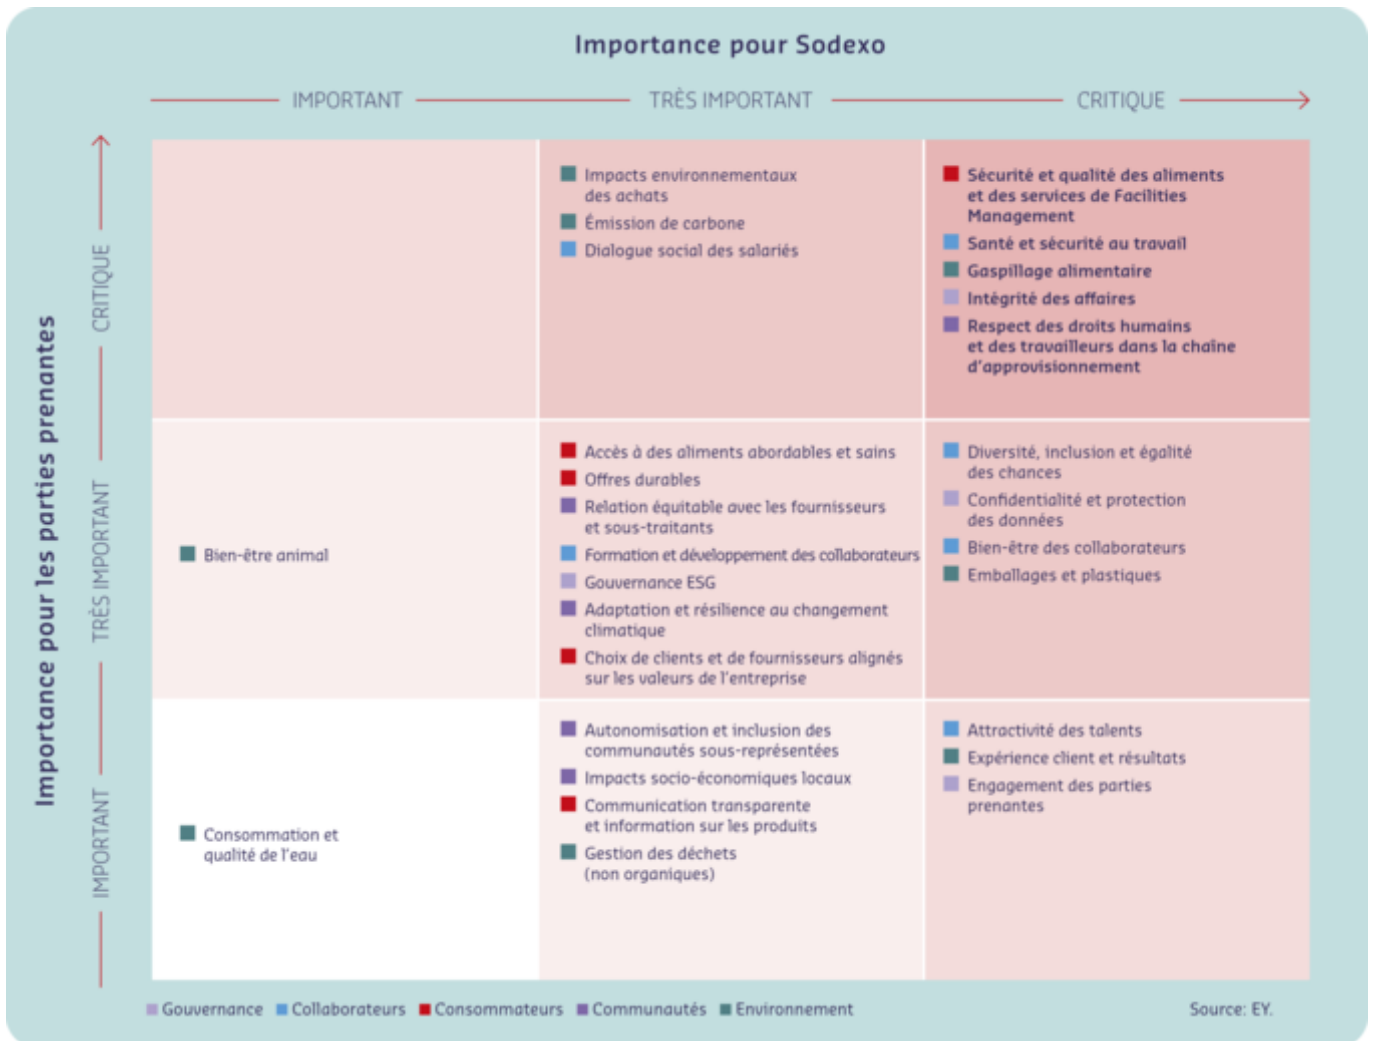 Importance pour Sodexo
IMPORTANT
TRÈS IMPORTANT
CRITIQUE
Importance pour les parties prenantes
CRITIQUE
TRÈS IMPORTANT
IMPORTANT
Impacts environnementaux
des achats
Émission de carbone
Dialogue social des salariés
Sécurité et qualité des aliments
et des services de Facilities
Management
Santé et sécurité au travail
Gaspillage alimentaire
Intégrité des affaires
Respect des droits humains
et des travailleurs dans la chaîne
d'approvisionnement
Bien-être animal
Accès à des aliments abordables et sains
Offres durables
Relation équitable avec les fournisseurs
et sous-traitants
Formation et développement des collaborateurs
Gouvernance ESG
Adaptation et résilience au changement
climatique
Choix de clients et de fournisseurs alignés
sur les valeurs de l'entreprise
Diversité, inclusion et égalité
des chances
Confidentialité et protection
des données
Bien-être des collaborateurs
Emballages et plastiques
Consommation et
qualité de l'eau
Autonomisation et inclusion des
communautés sous-représentées
Impacts socio-économiques locaux
Communication transparente
et information sur les produits
Gestion des déchets
(non organiques)
Attractivité des talents
Expérience client et résultats
Engagement des parties
prenantes
Gouvernance
Collaborateurs
Consommateurs
Communautés
Environnement
Source: EY.